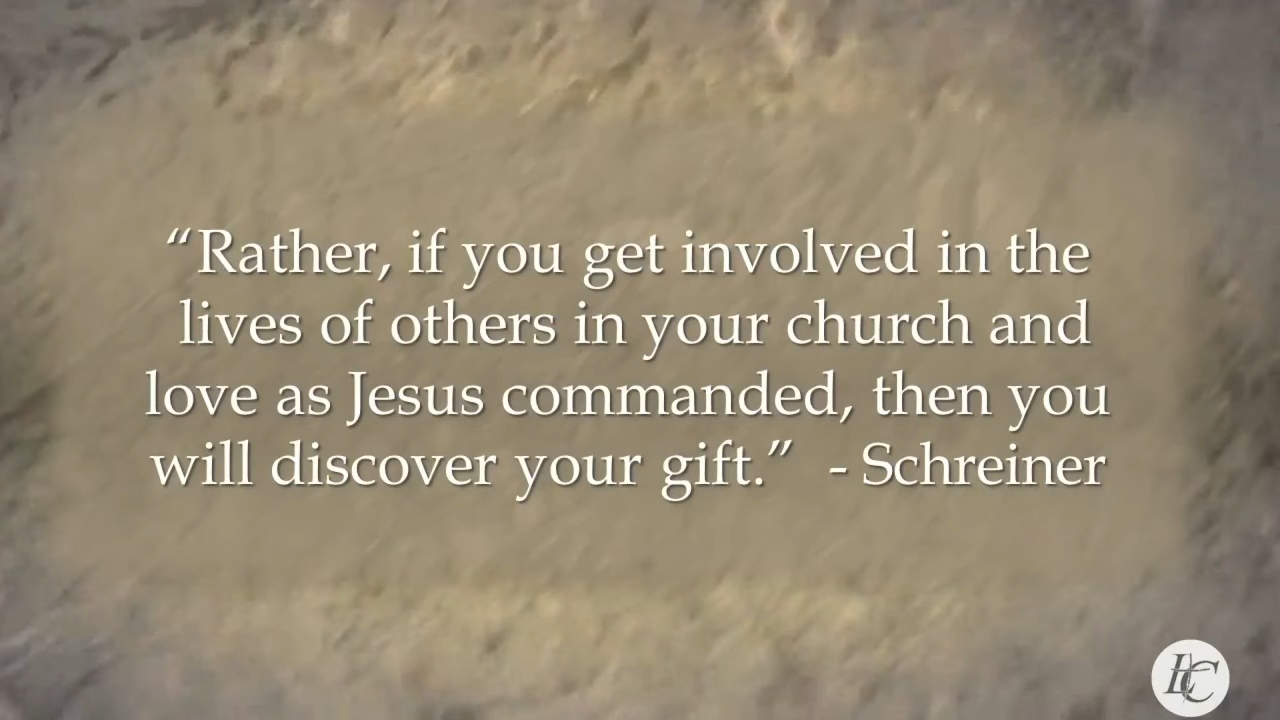 “Rather, if you get involved in the
lives of others in your church and
love as Jesus commanded, then you
will discover your gift.”  - Schreiner